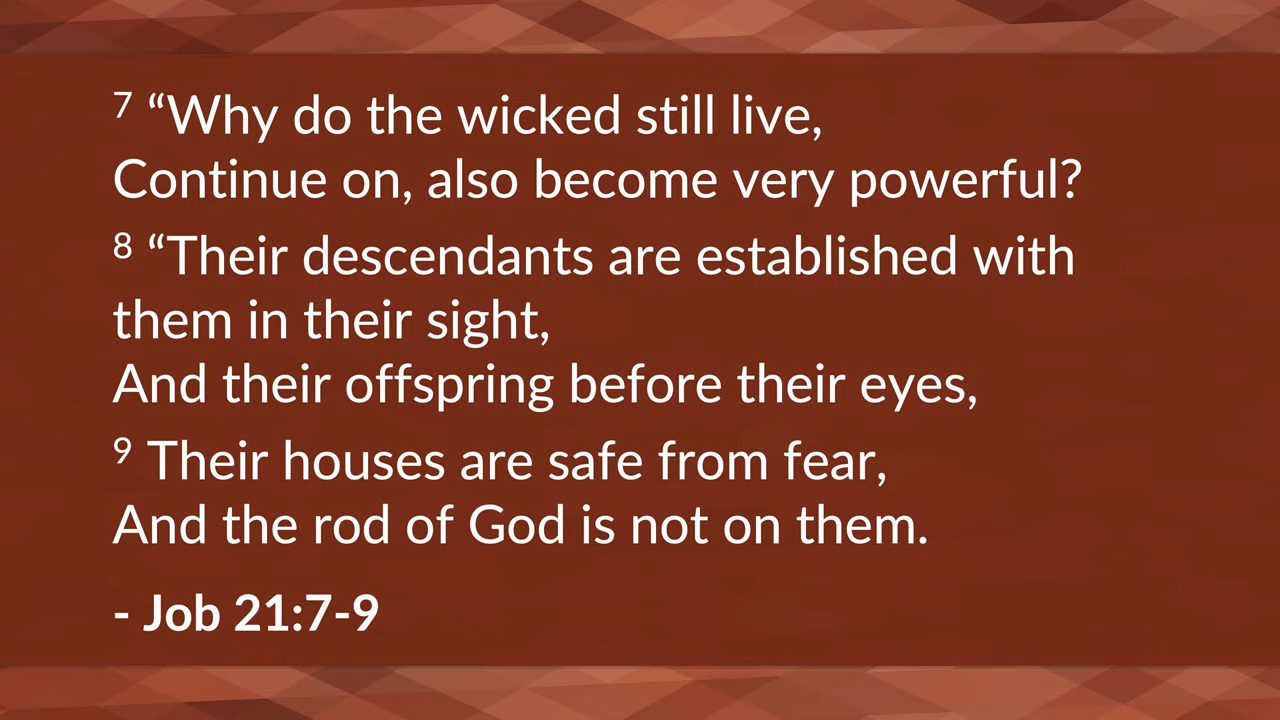 7 “Why do the wicked still live,
Continue on, also become very powerful?
8 “Their descendants are established with
them in their sight,
And their offspring before their eyes,
9 Their houses are safe from fear,
And the rod of God is not on them.
- Job 21:7-9